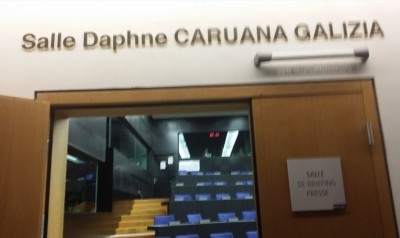 Salle Daphne CARUANA GALIZIA
SALLE
DE BRIEFING
PRESSE